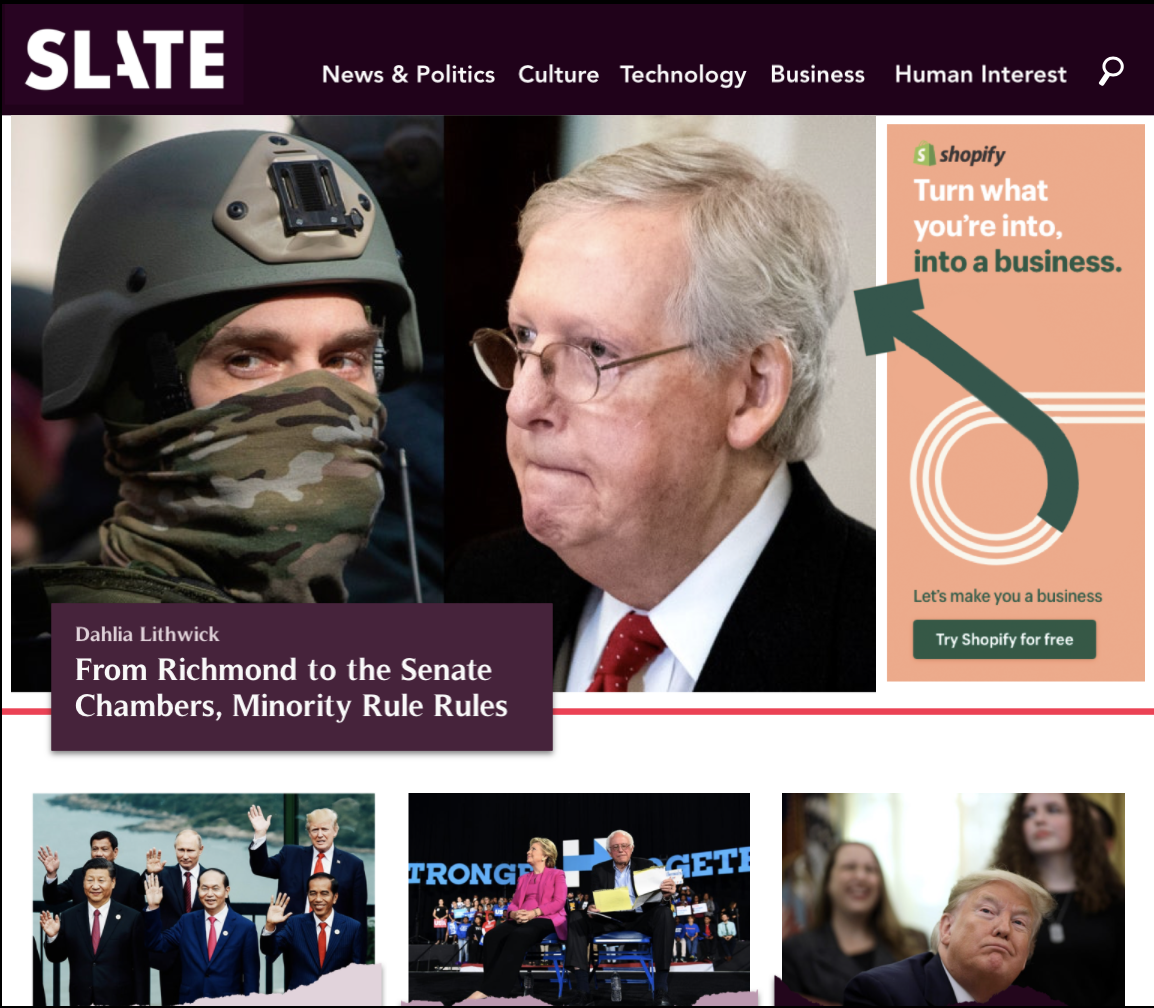 SLATE
News & Politics Culture Technology Business Human Interest
shopify
Turn what
you're into,
into a business.
Let's make you a business
Try Shopify for free
Dahlia Lithwick
From Richmond to the Senate
Chambers, Minority Rule Rules
TRONGE
OGETE